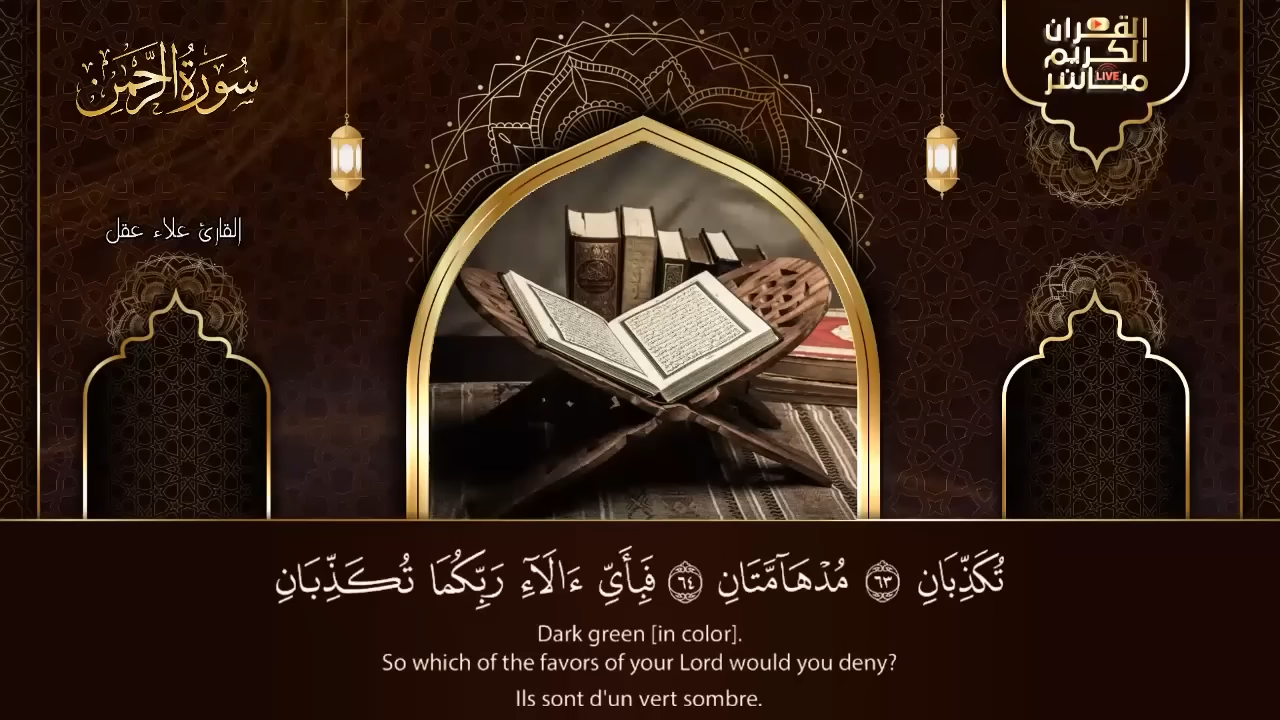 سُورَةُ الرَّحْمَٰن
القرآن
الكريم
مباشر
LIVE
القارئ علاء عقل
تُكَذِّبَانِ ٦٣ مُدْهَآمَّتَانِ ٦٤ فَبِأَيِّ ءَالَآءِ رَبِّكُمَا تُكَذِّبَانِ
Dark green [in color].
So which of the favors of your Lord would you deny?
Ils sont d'un vert sombre.